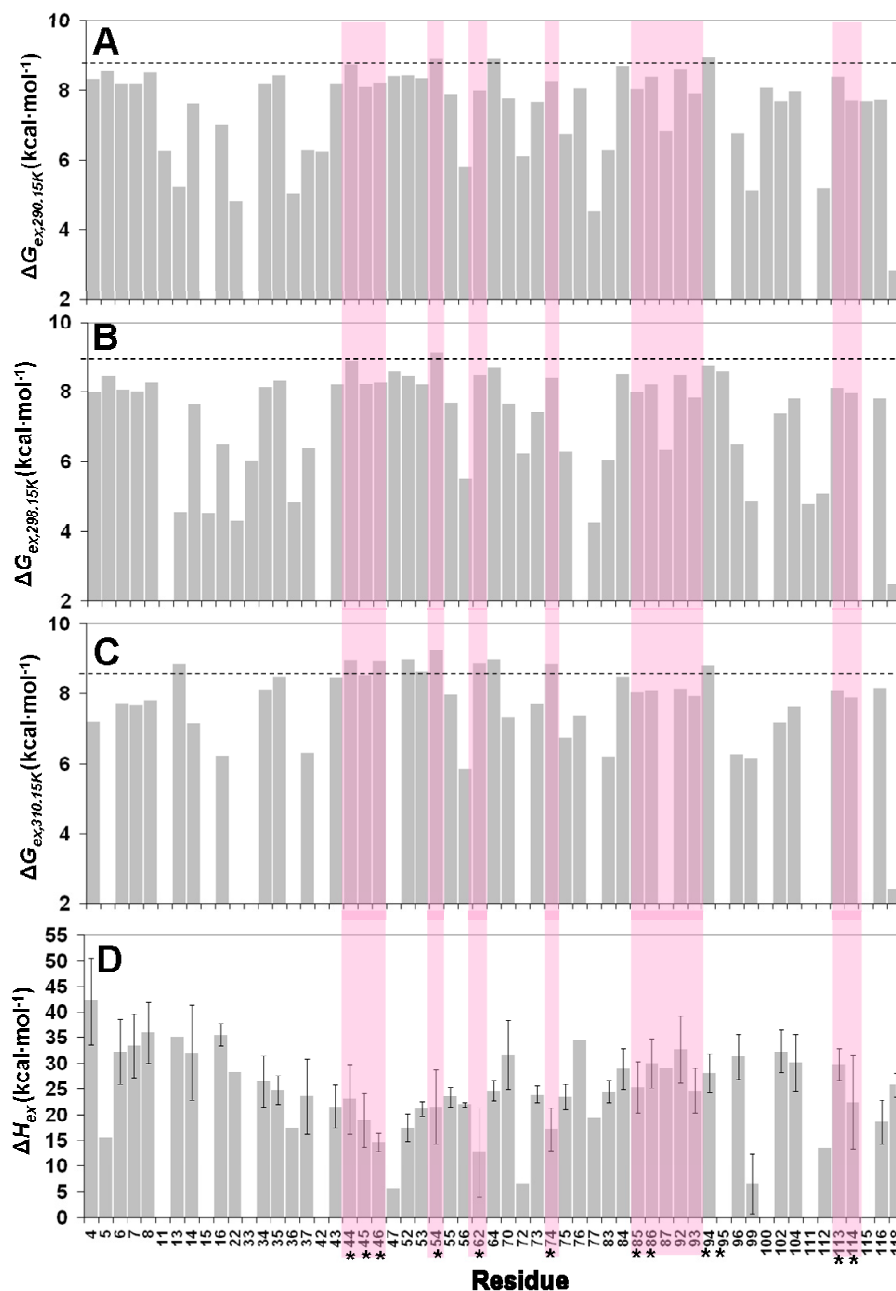 A
ΔGex,290.15K(kcal·mol-1)
10
8
6
4
2
B
ΔGex,298.15K(kcal·mol-1)
10
8
6
4
2
C
ΔGex,310.15K(kcal·mol-1)
10
8
6
4
2
D
ΔHex(kcal·mol-1)
55
50
45
40
35
30
25
20
15
10
5
0
4 5 6 7 8 11 13 14 15 16 22 33 34 35 36 37 42 43 44 45 46 47 52 53 54 55 56 62 64 70 72 73 74 75 76 77 83 84 85 86 87 92 93 94 95 96 99 100 102 104 111 112 113 114 115 116 118
* * * * * * * * * * * *
Residue